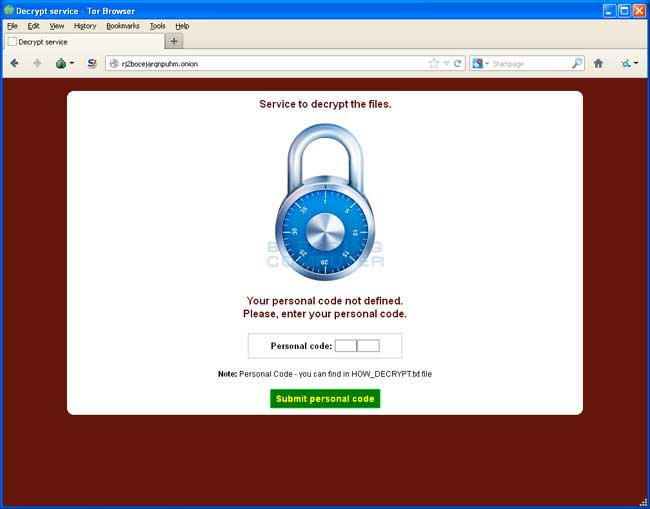 Decrypt service - Tor Browser
File Edit View History Bookmarks Tools Help
Decrypt service
rj2bocejarqnpuhm.onion
Startpage
Service to decrypt the files.
1
5
10
15
20
25
30
35
BLEEPING
COMPUTER
Your personal code not defined.
Please, enter your personal code.
Personal code:
Note: Personal Code - you can find in HOW_DECRYPT.txt file
Submit personal code